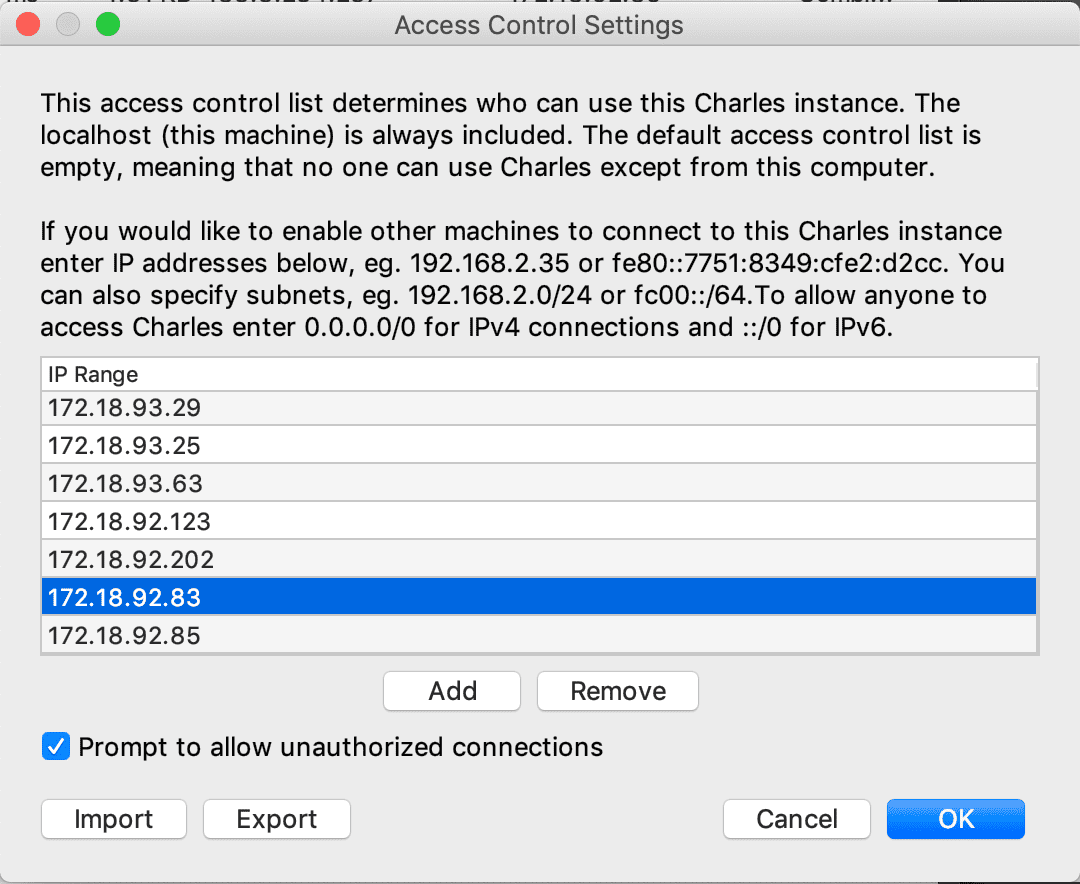 Access Control Settings
This access control list determines who can use this Charles instance. The
localhost (this machine) is always included. The default access control list is
empty, meaning that no one can use Charles except from this computer.
If you would like to enable other machines to connect to this Charles instance
enter IP addresses below, eg. 192.168.2.35 or fe80::7751:8349:cfe2:d2cc. You
can also specify subnets, eg. 192.168.2.0/24 or fc00::/64.To allow anyone to
access Charles enter 0.0.0.0/0 for IPv4 connections and ::/0 for IPv6.
IP Range
172.18.93.29
172.18.93.25
172.18.93.63
172.18.92.123
172.18.92.202
172.18.92.83
172.18.92.85
Add Remove
Prompt to allow unauthorized connections
Import Export Cancel OK